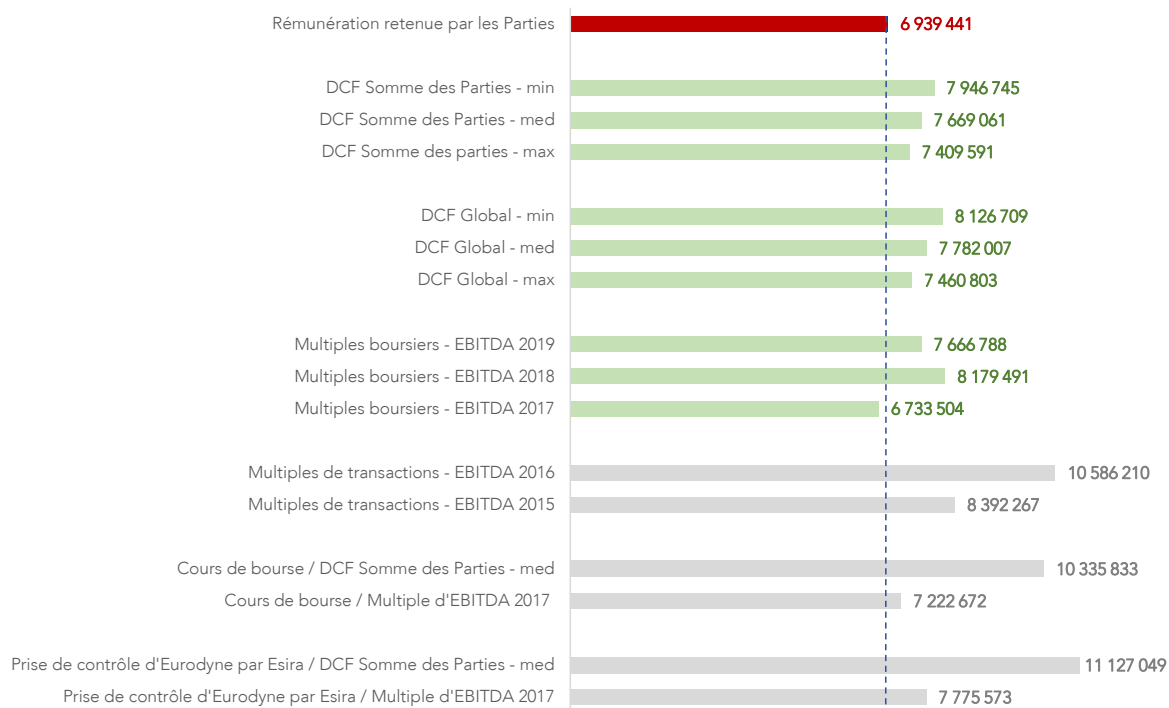 Rémunération retenue par les Parties 6 939 441
DCF Somme des Parties - min 7 946 745
DCF Somme des Parties - med 7 669 061
DCF Somme des parties - max 7 409 591
DCF Global - min 8 126 709
DCF Global - med 7 782 007
DCF Global - max 7 460 803
Multiples boursiers - EBITDA 2019 7 666 788
Multiples boursiers - EBITDA 2018 8 179 491
Multiples boursiers - EBITDA 2017 6 733 504
Multiples de transactions - EBITDA 2016 10 586 210
Multiples de transactions - EBITDA 2015 8 392 267
Cours de bourse / DCF Somme des Parties - med 10 335 833
Cours de bourse / Multiple d'EBITDA 2017 7 222 672
Prise de contrôle d'Eurodyne par Esira / DCF Somme des Parties - med 11 127 049
Prise de contrôle d'Eurodyne par Esira / Multiple d'EBITDA 2017 7 775 573